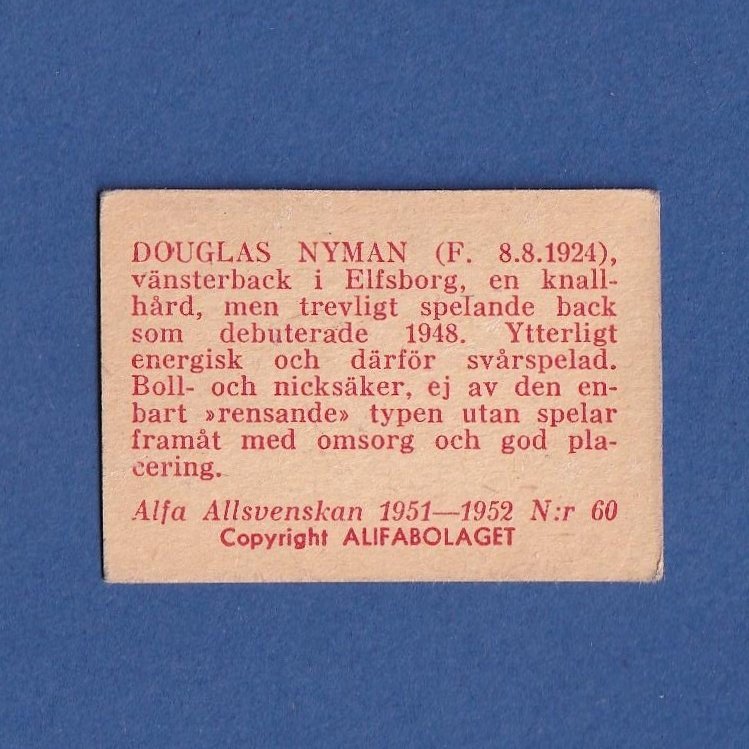 DOUGLAS NYMAN (F. 8.8.1924),
vänsterback i Elfsborg, en knall-
hård, men trevligt spelande back
som debuterade 1948. Ytterligt
energisk och därför svårspelad.
Boll- och nicksäker, ej av den en-
bart »rensande» typen utan spelar
framåt med omsorg och god pla-
cering.
Alfa Allsvenskan 1951—1952 N:r 60
Copyright ALIFABOLAGET